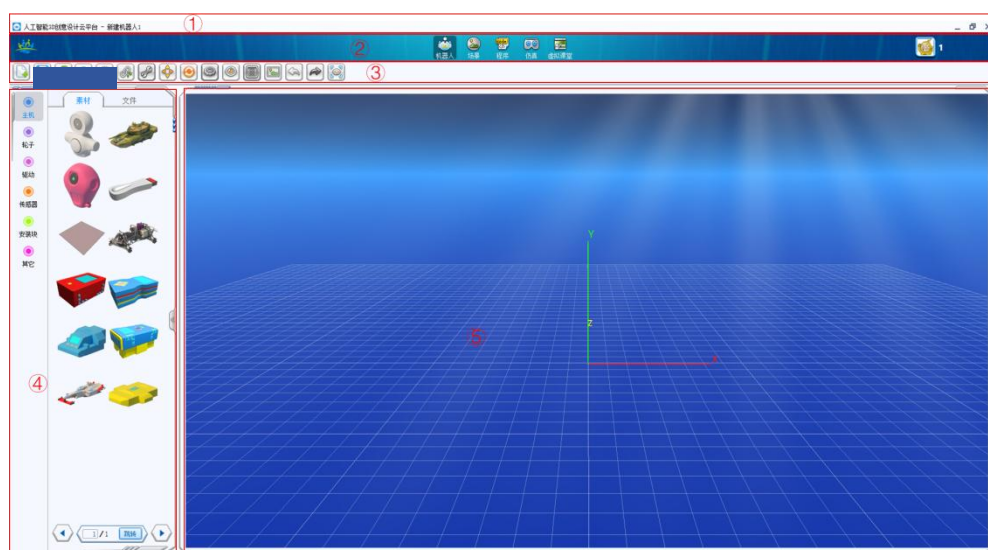 人工智能3D创意设计云平台 - 新建机器人1
①
②
机器人 场景 程序 仿真 虚拟课堂
1
③
主机
轮子
驱动
传感器
安装块
其它
素材 文件
④
1/1 跳转
Y
Z
X
⑤